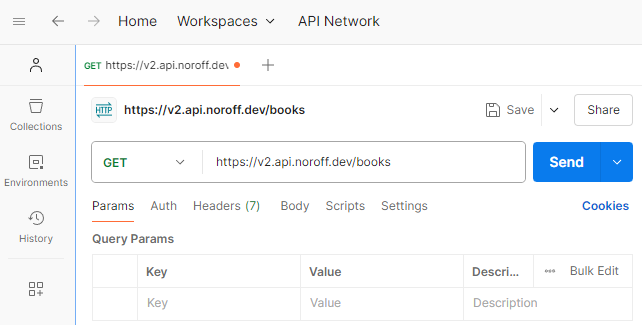 Home Workspaces API Network
GET https://v2.api.noroff.dev
HTTP https://v2.api.noroff.dev/books Save Share
Collections
GET https://v2.api.noroff.dev/books Send
Environments
Params Auth Headers (7) Body Scripts Settings Cookies
History
Query Params
Key Value Descri... Bulk Edit
Key Value Description